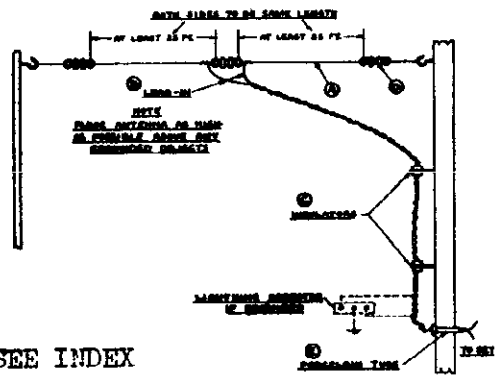 BOTH SIDES TO BE SAME LENGTH
AT LEAST 25 FT
AT LEAST 25 FT
LEAD-IN
A
D
NOTE
PLACE ANTENNA AS HIGH
AS POSSIBLE ABOVE ANY
GROUNDED OBJECTS
C
INSULATORS
LIGHTNING ARRESTER
IF REQUIRED
E
PORCELAIN TUBE
TO SET
SEE INDEX